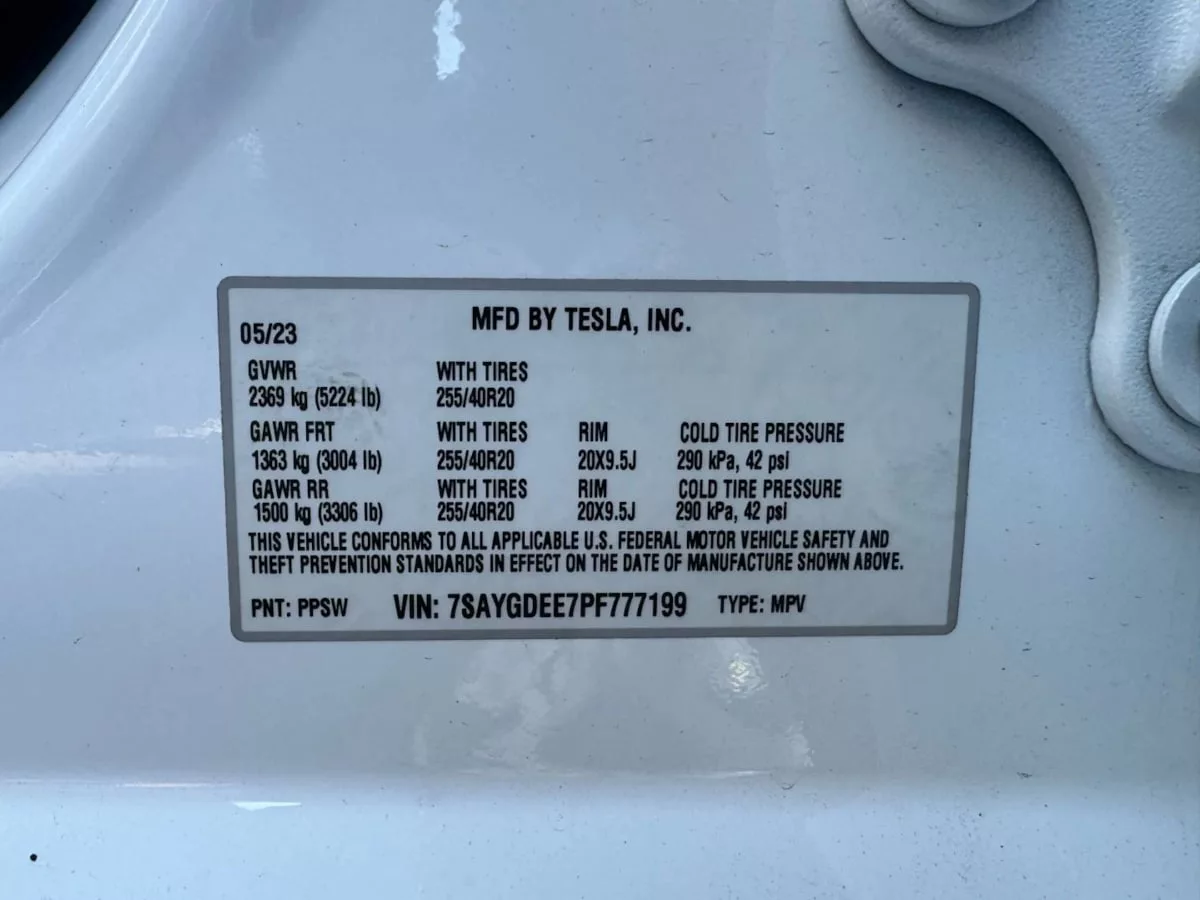 MFD BY TESLA, INC.
05/23
GVWR WITH TIRES
2369 kg (5224 lb) 255/40R20
GAWR FRT WITH TIRES RIM COLD TIRE PRESSURE
1363 kg (3004 lb) 255/40R20 20X9.5J 290 kPa, 42 psi
GAWR RR WITH TIRES RIM COLD TIRE PRESSURE
1500 kg (3306 lb) 255/40R20 20X9.5J 290 kPa, 42 psi
THIS VEHICLE CONFORMS TO ALL APPLICABLE U.S. FEDERAL MOTOR VEHICLE SAFETY AND
THEFT PREVENTION STANDARDS IN EFFECT ON THE DATE OF MANUFACTURE SHOWN ABOVE.
PNT: PPSW VIN: 7SAYGDEE7PF777199 TYPE: MPV